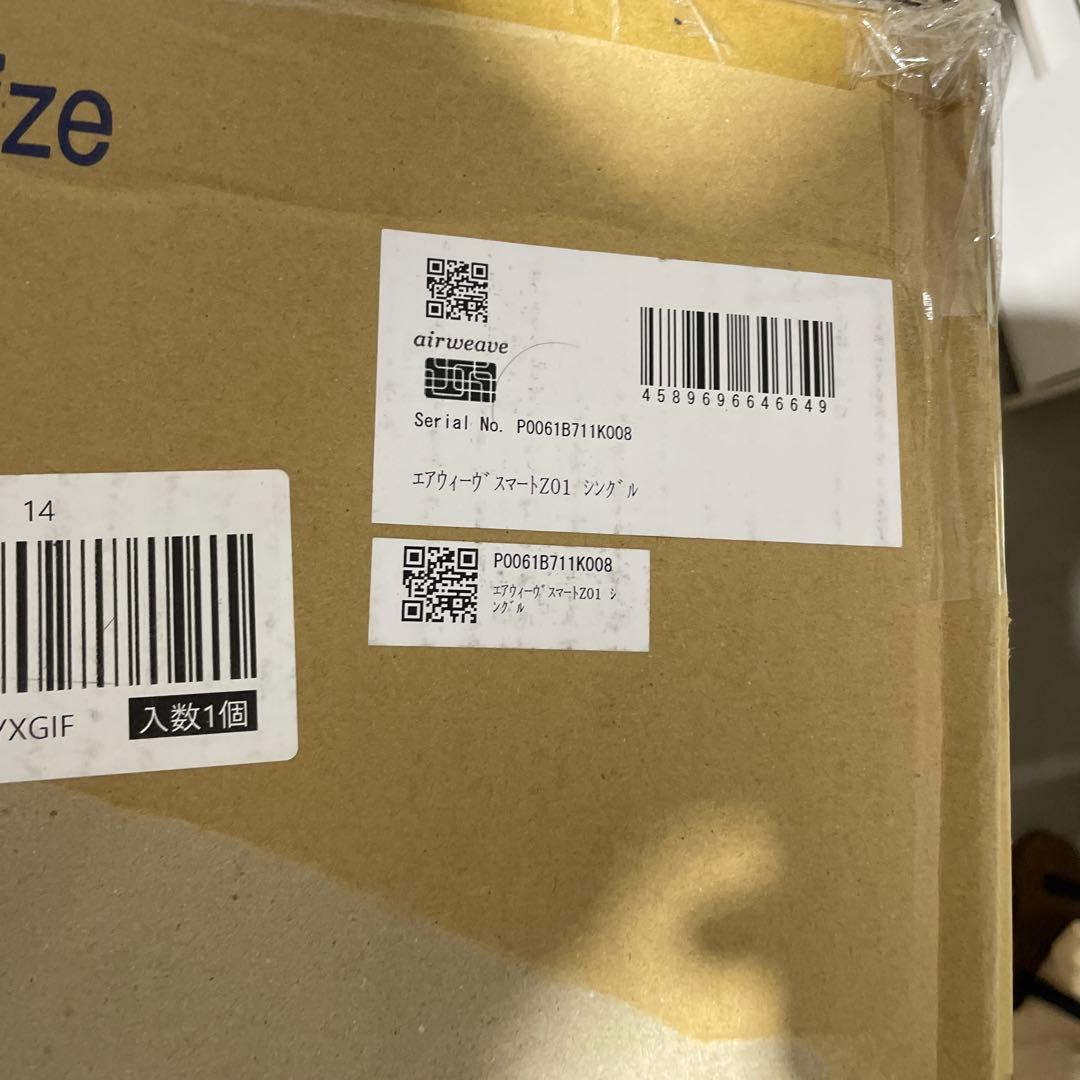 ize
airweave
4589696646649
Serial No. P0061B711K008
ｴｱｳｨｰｳﾞｽﾏｰﾄZ01 ｼﾝｸﾞﾙ
14
P0061B711K008
ｴｱｳｨｰｳﾞｽﾏｰﾄZ01 ｼ
ﾝｸﾞﾙ
YXGIF
入数1個